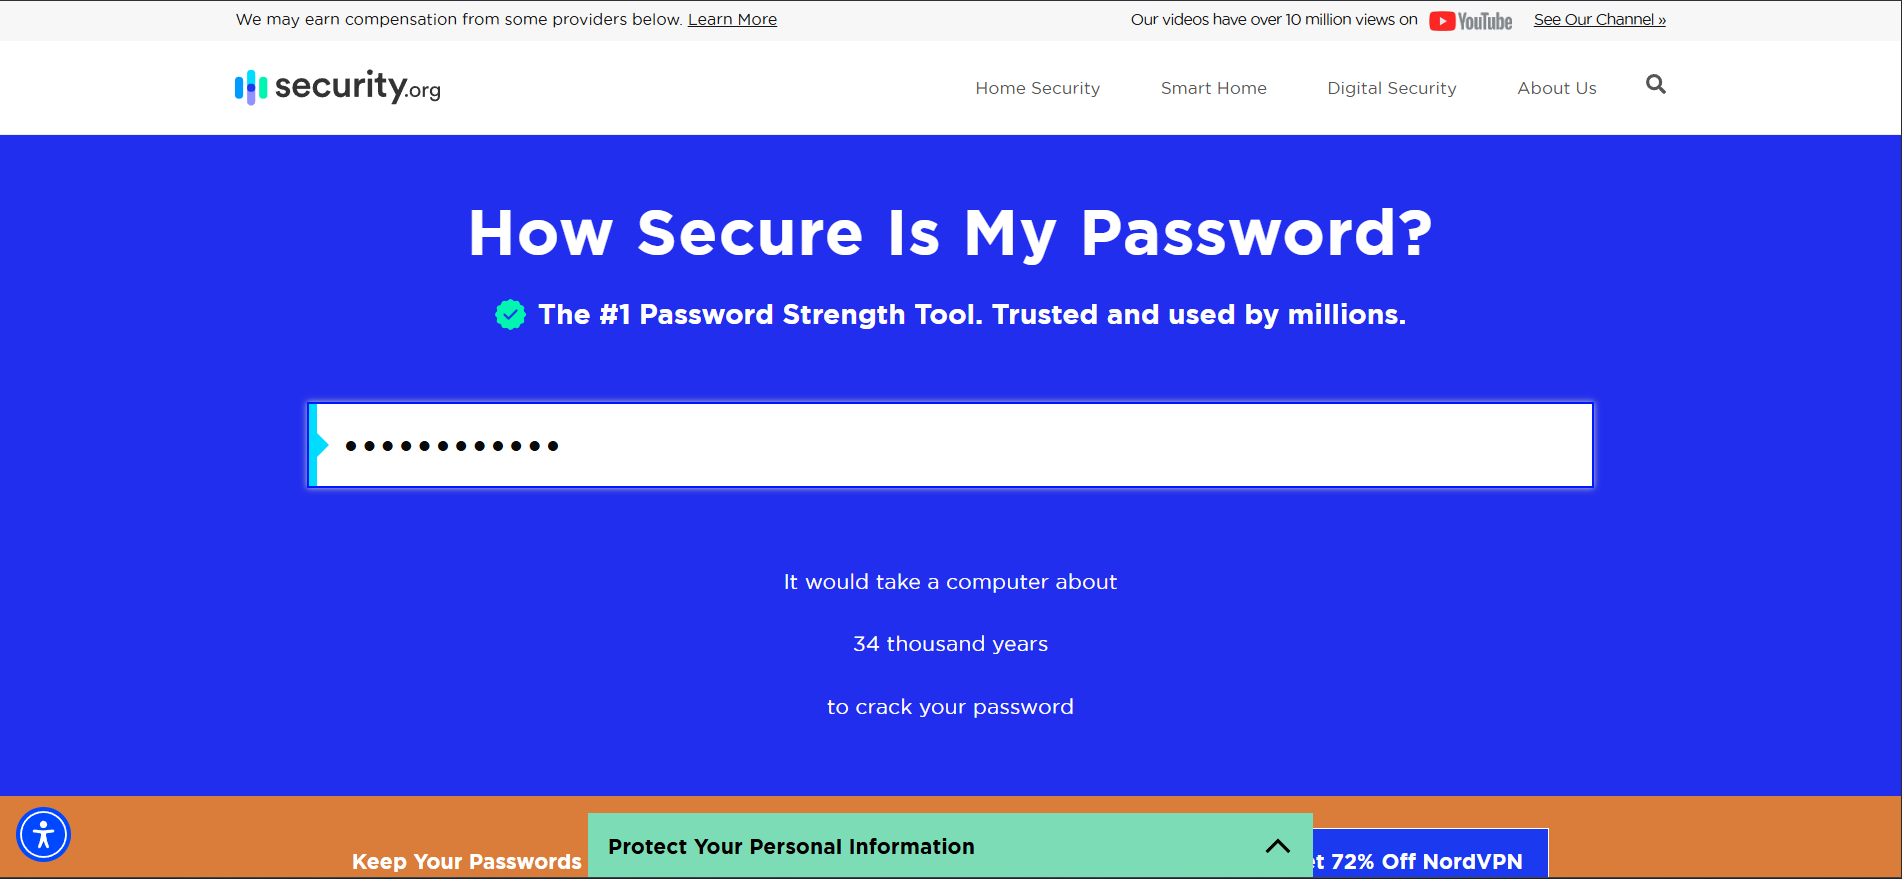 We may earn compensation from some providers below. Learn More
Our videos have over 10 million views on YouTube See Our Channel »
security.org
Home Security Smart Home Digital Security About Us
How Secure Is My Password?
The #1 Password Strength Tool. Trusted and used by millions.
••••••••••••
It would take a computer about
34 thousand years
to crack your password
Keep Your Passwords
Protect Your Personal Information
72% Off NordVPN